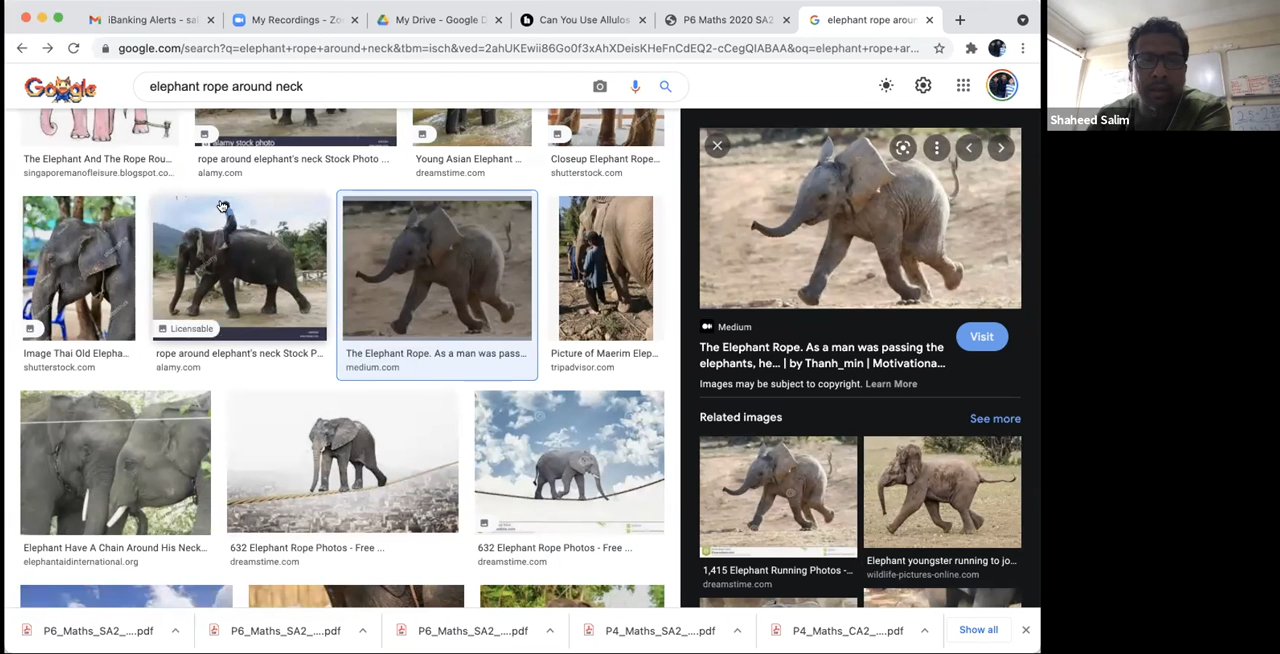 iBanking Alerts - sa
My Recordings - Zo
My Drive - Google D
Can You Use Allulos
P6 Maths 2020 SA2
elephant rope aroun
google.com/search?q=elephant+rope+around+neck&tbm=isch&ved=2ahUKEwii86Go0f3xAhXDeisKHeFnCdEQ2-cCegQIABAA&oq=elephant+rope+ar...
Google
elephant rope around neck
Shaheed Salim
alamy stock photo
The Elephant And The Rope Rou...
singaporemanofleisure.blogspot.co...
rope around elephant's neck Stock Photo ...
alamy.com
Young Asian Elephant ...
dreamstime.com
Closeup Elephant Rope...
shutterstock.com
Image Thai Old Elepha...
shutterstock.com
Licensable
rope around elephant's neck Stock P...
alamy.com
The Elephant Rope. As a man was pass...
medium.com
Picture of Maerim Elep...
tripadvisor.com
Elephant Have A Chain Around His Neck...
elephantaidinternational.org
632 Elephant Rope Photos - Free ...
dreamstime.com
632 Elephant Rope Photos - Free ...
dreamstime.com
Medium
The Elephant Rope. As a man was passing the
elephants, he... | by Thanh_min | Motivationa...
Visit
Images may be subject to copyright. Learn More
Related images
See more
1,415 Elephant Running Photos -...
dreamstime.com
Elephant youngster running to jo...
wildlife-pictures-online.com
P6_Maths_SA2_....pdf
P6_Maths_SA2_....pdf
P6_Maths_SA2_....pdf
P4_Maths_SA2_....pdf
P4_Maths_CA2_....pdf
Show all